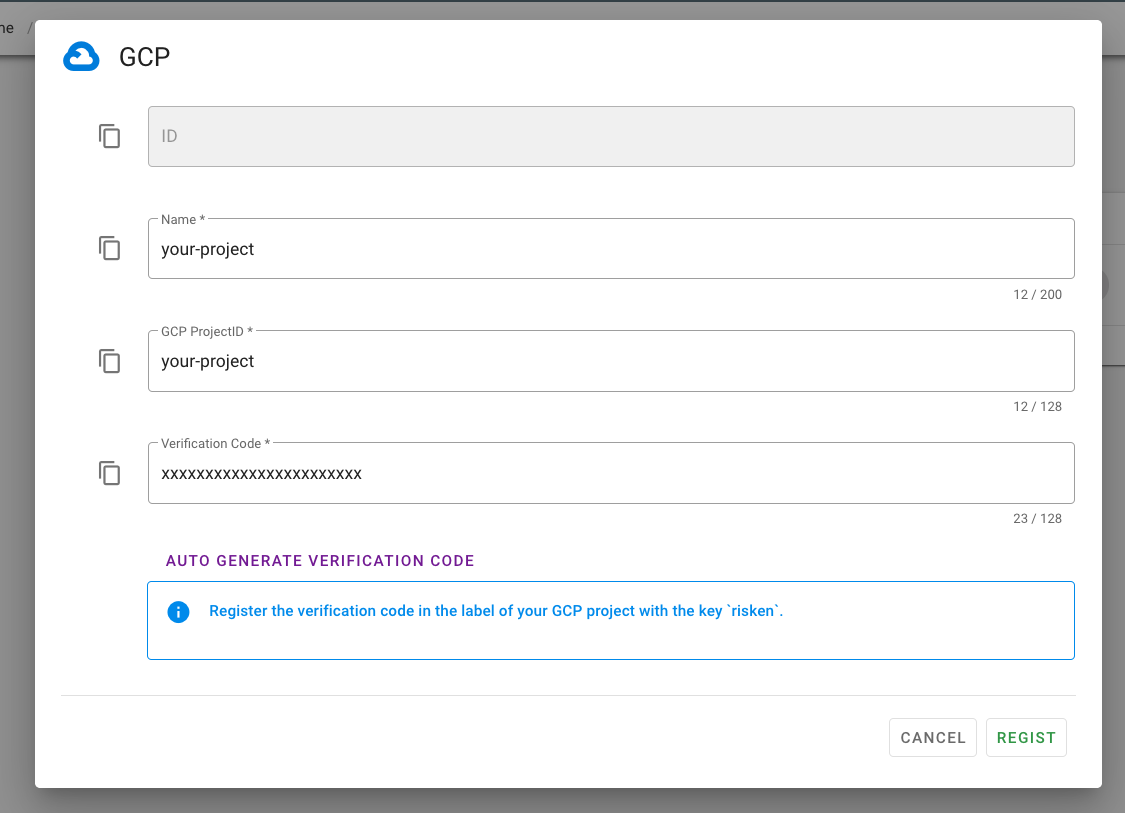 ne /
GCP
ID
Name *
your-project
12 / 200
GCP ProjectID *
your-project
12 / 128
Verification Code *
xxxxxxxxxxxxxxxxxxxxxxx
23 / 128
AUTO GENERATE VERIFICATION CODE
Register the verification code in the label of your GCP project with the key `risken`.
CANCEL REGIST